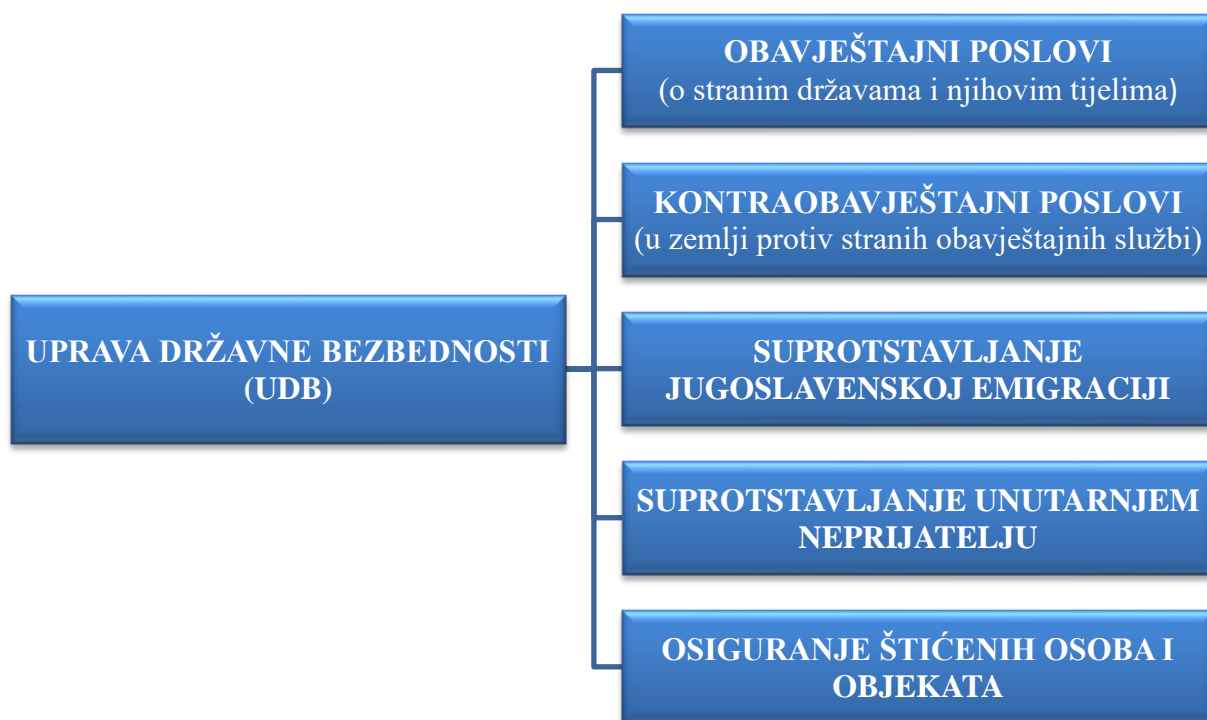 OBAVJEŠTAJNI POSLOVI
(o stranim državama i njihovim tijelima)
KONTRAOBAVJEŠTAJNI POSLOVI
(u zemlji protiv stranih obavještajnih službi)
UPRAVA DRŽAVNE BEZBEDNOSTI
(UDB)
SUPROTSTAVLJANJE
JUGOSLAVENSKOJ EMIGRACIJI
SUPROTSTAVLJANJE UNUTARNJEM
NEPRIJATELJU
OSIGURANJE ŠTIĆENIH OSOBA I
OBJEKATA